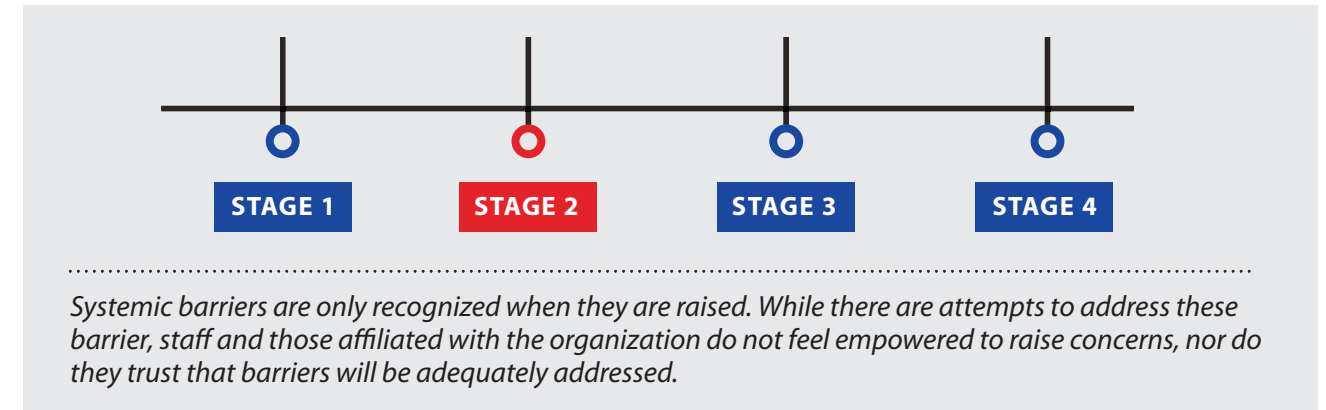 STAGE 1 STAGE 2 STAGE 3 STAGE 4
Systemic barriers are only recognized when they are raised. While there are attempts to address these
barrier, staff and those affiliated with the organization do not feel empowered to raise concerns, nor do
they trust that barriers will be adequately addressed.